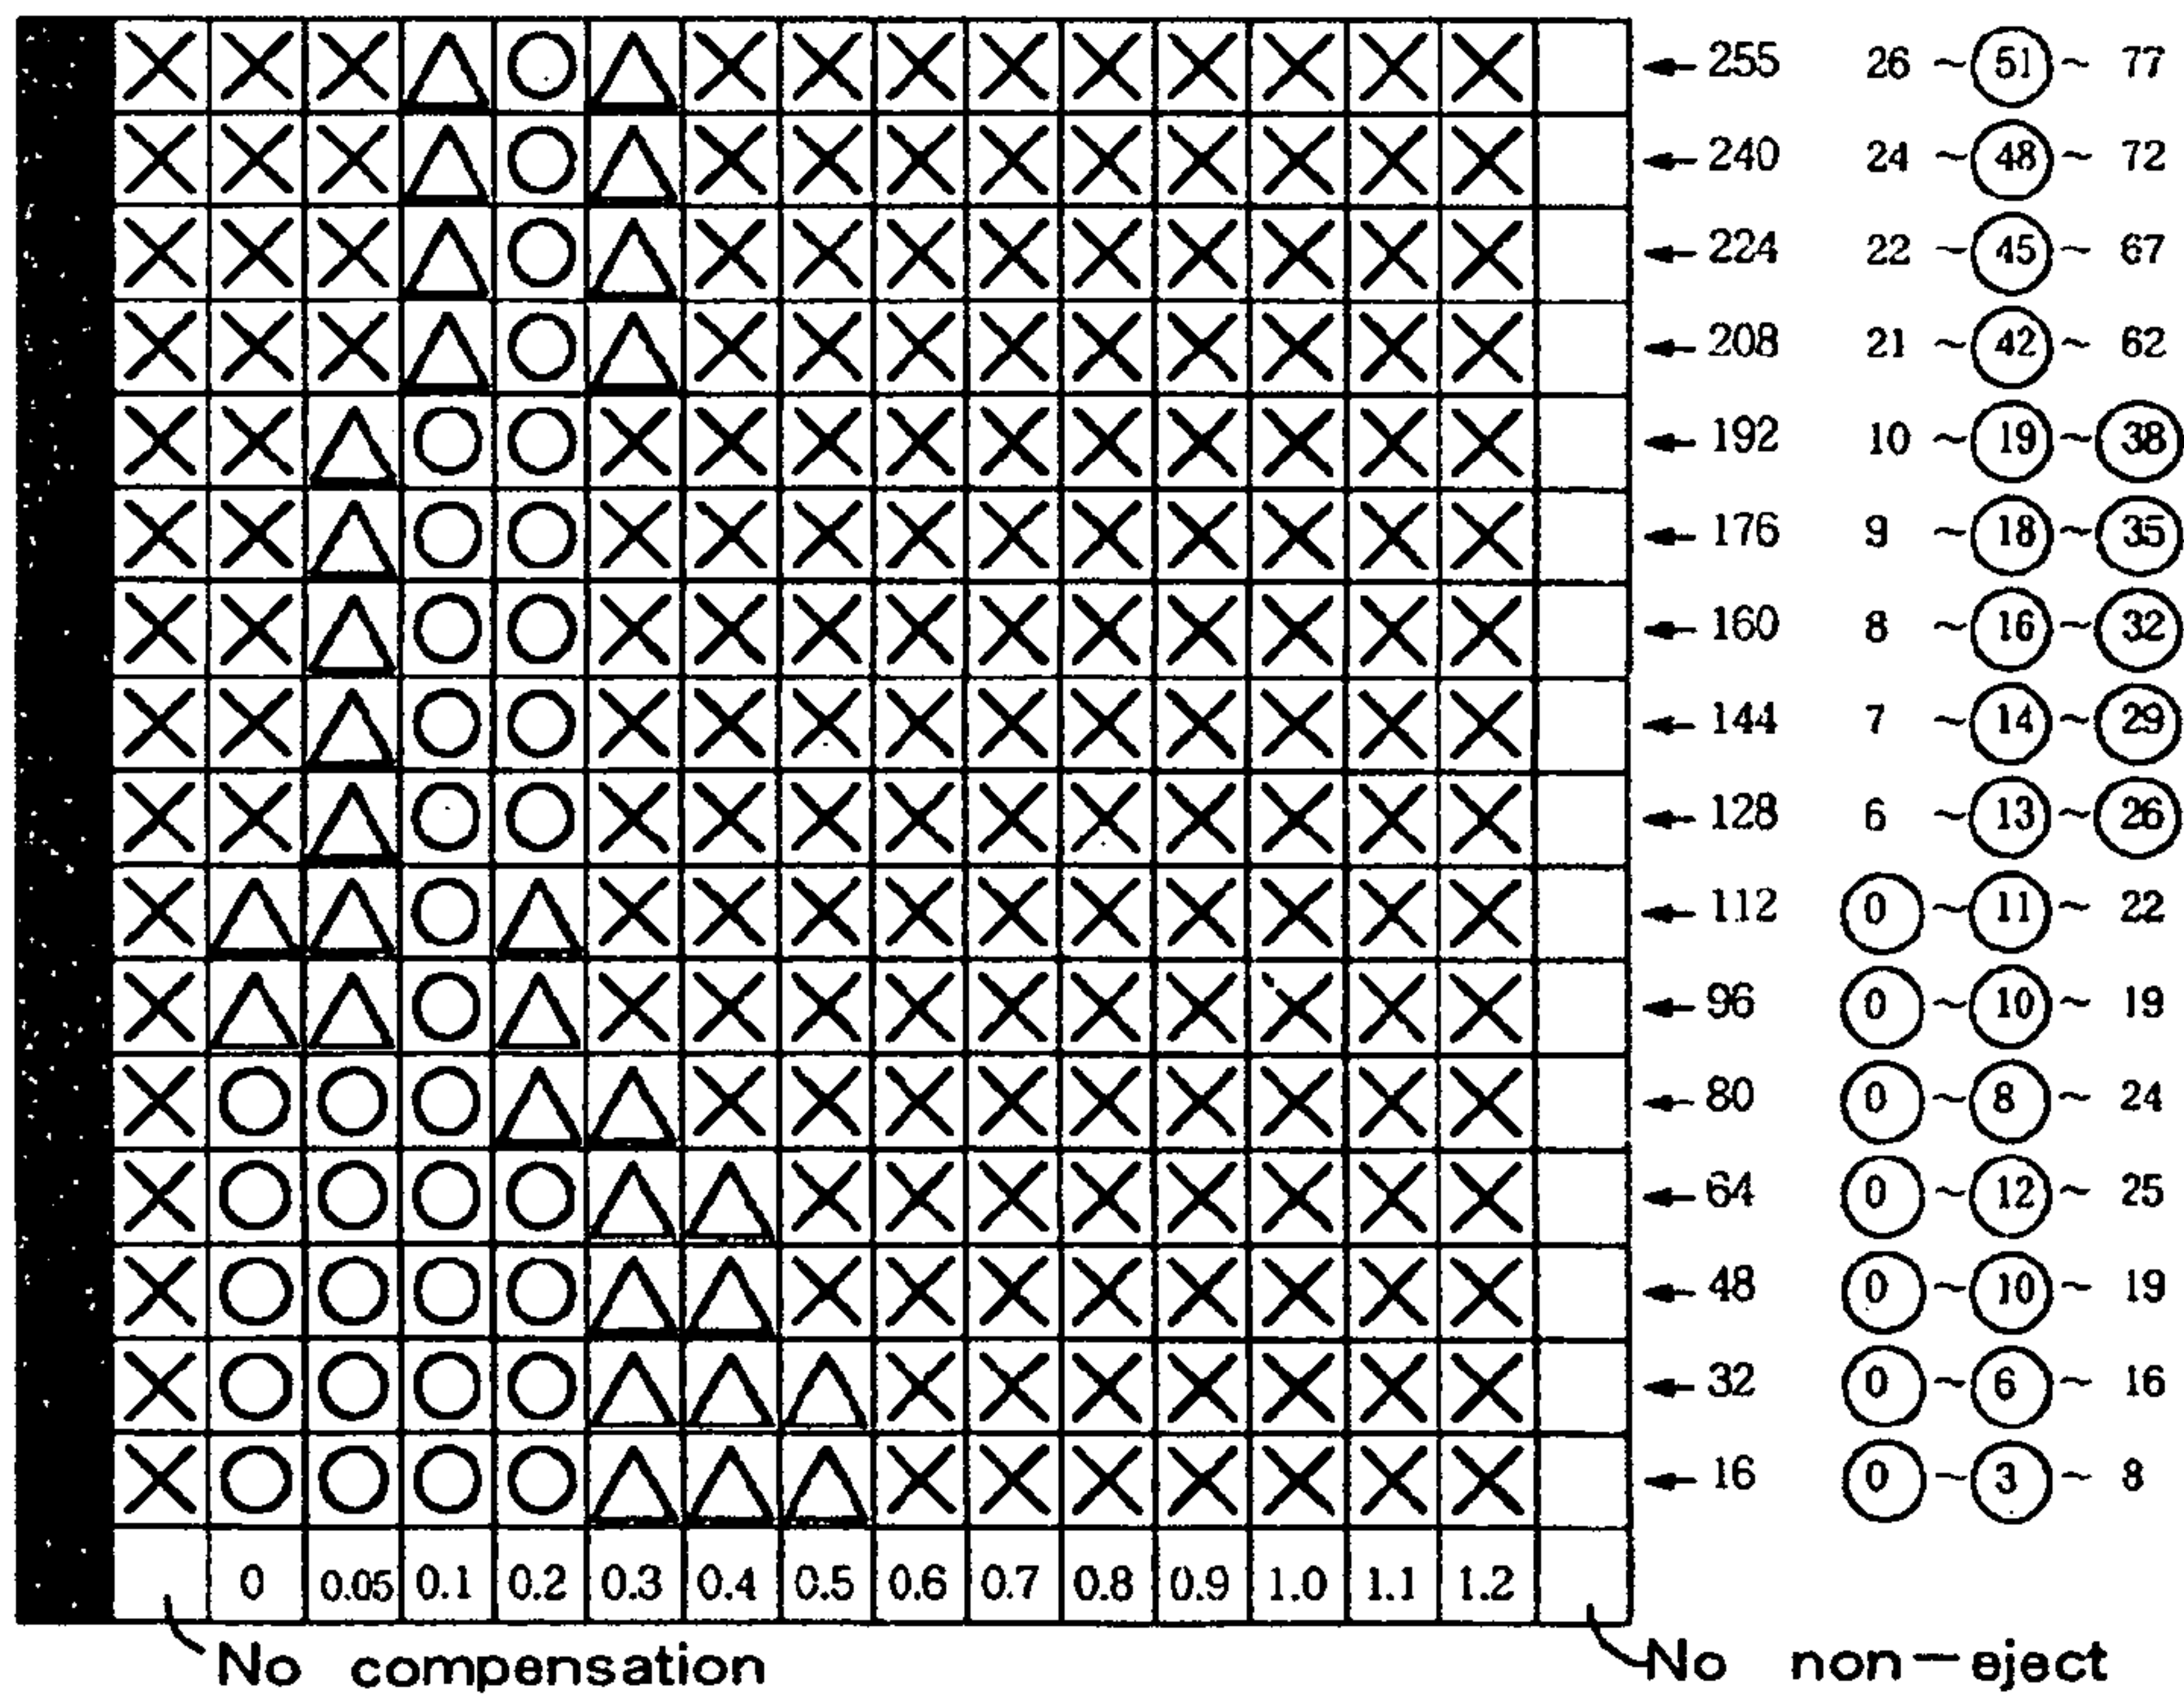 ← 255 26 ~ 51 ~ 77
← 240 24 ~ 48 ~ 72
← 224 22 ~ 45 ~ 67
← 208 21 ~ 42 ~ 62
← 192 10 ~ 19 ~ 38
← 176 9 ~ 18 ~ 35
← 160 8 ~ 16 ~ 32
← 144 7 ~ 14 ~ 29
← 128 6 ~ 13 ~ 26
← 112 0 ~ 11 ~ 22
← 96 0 ~ 10 ~ 19
← 80 0 ~ 8 ~ 24
← 64 0 ~ 12 ~ 25
← 48 0 ~ 10 ~ 19
← 32 0 ~ 6 ~ 16
← 16 0 ~ 3 ~ 8
0 0.05 0.1 0.2 0.3 0.4 0.5 0.6 0.7 0.8 0.9 1.0 1.1 1.2
No compensation No non-eject